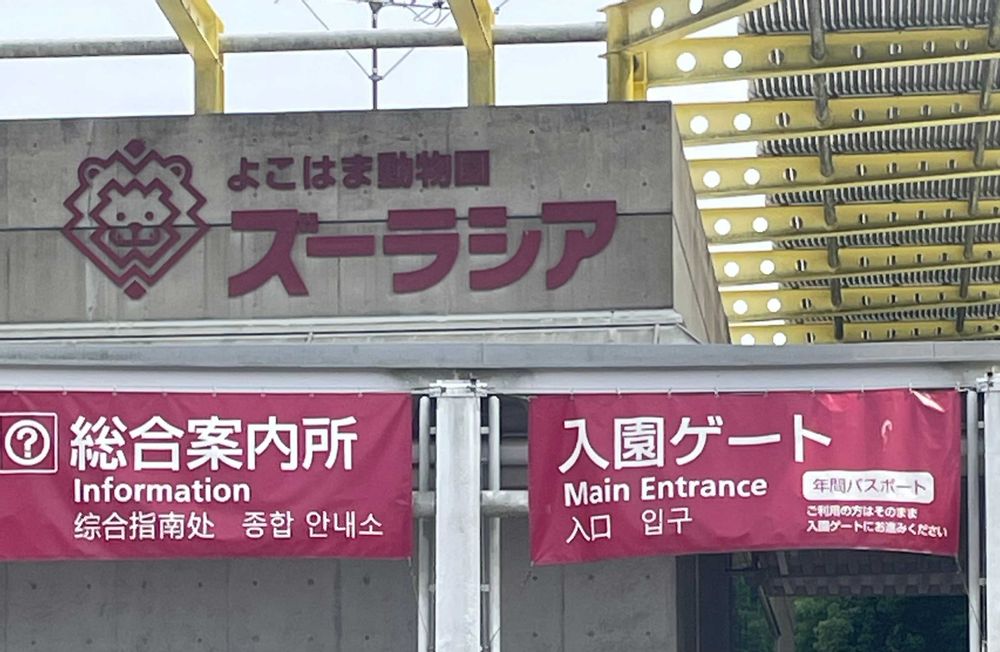 よこはま動物園
ズーラシア
?
総合案内所
Information
综合指南处 종합 안내소
入園ゲート
Main Entrance
入口 입구
年間パスポート
ご利用の方はそのまま
入園ゲートにお進みください